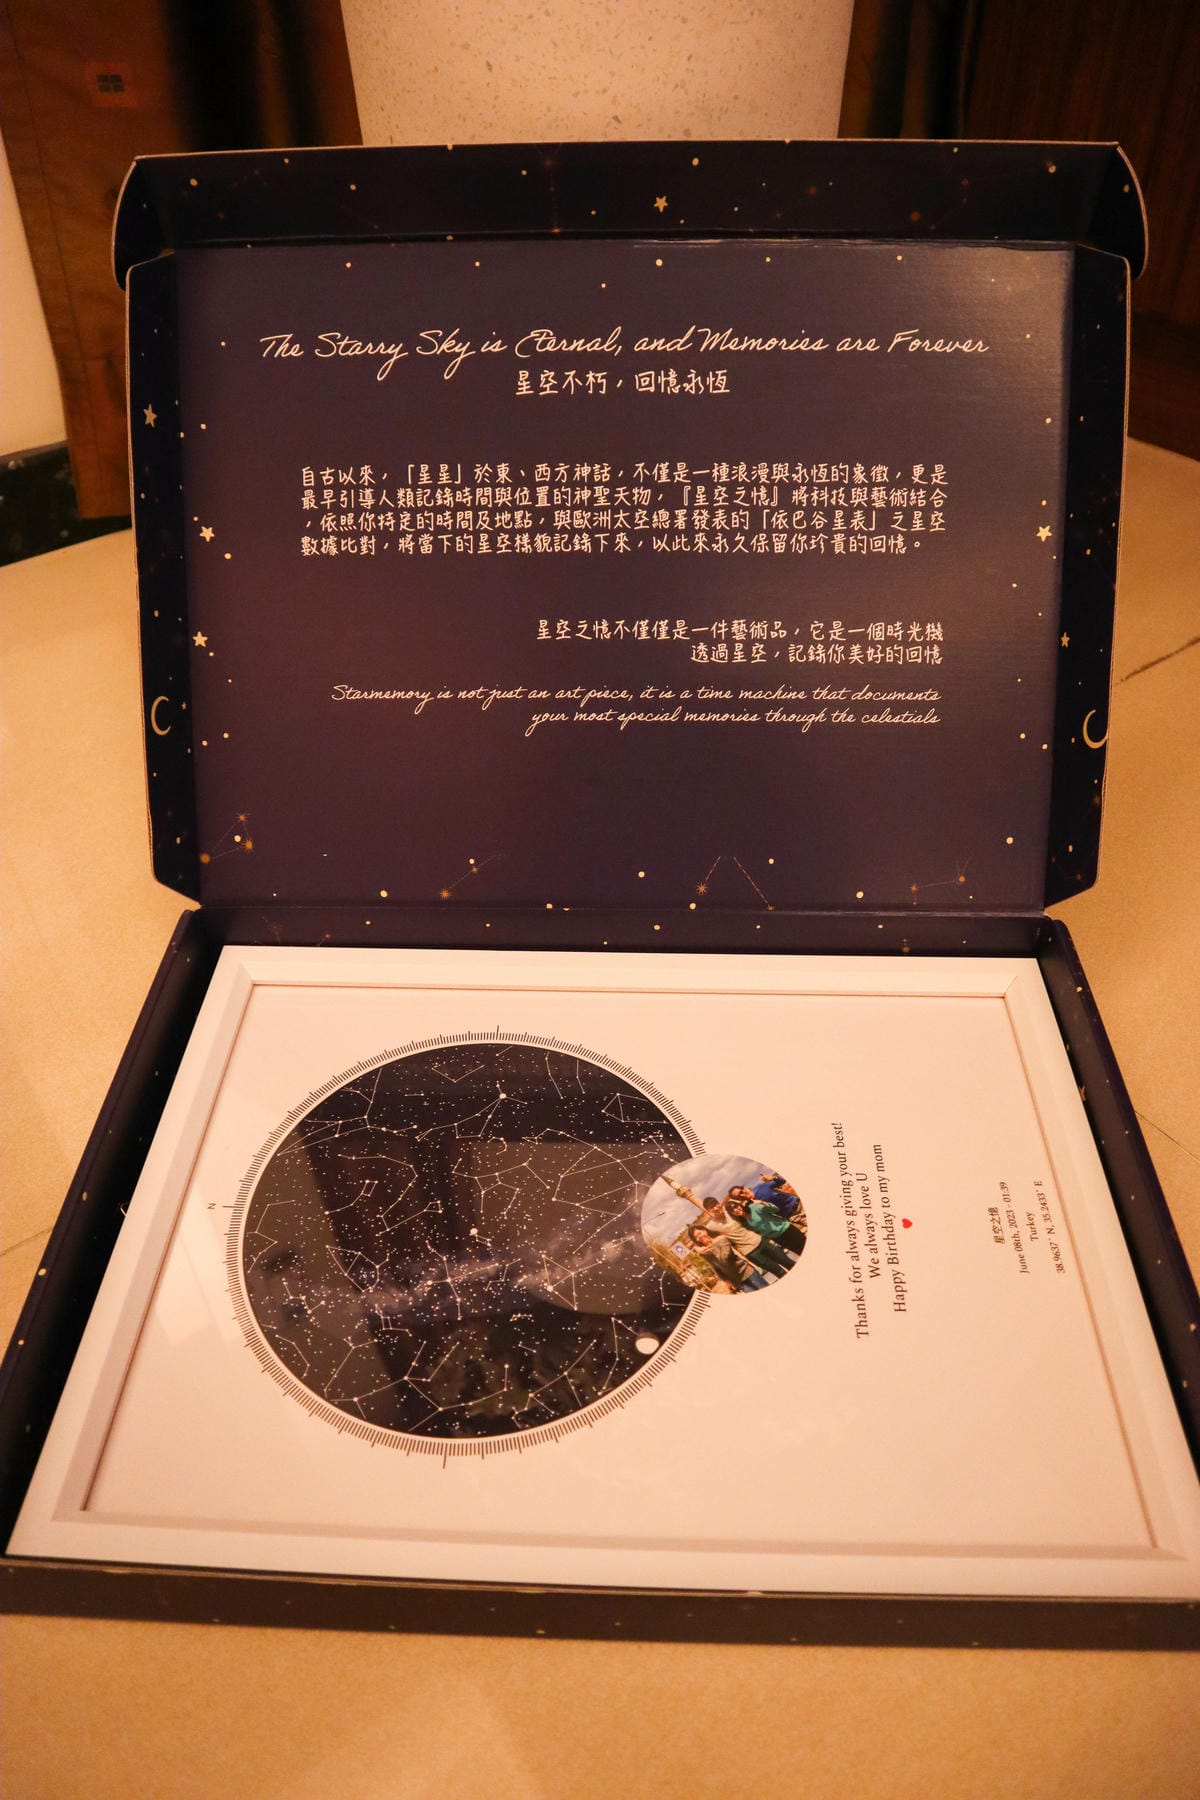 The Starry Sky is Eternal, and Memories are Forever
星空不朽，回憶永恆
自古以來，「星星」於東、西方神話，不僅是一種浪漫與永恆的象徵，更是
最早引導人類記錄時間與位置的神聖天物，『星空之憶』將科技與藝術結合
，依照你特定的時間及地點，與歐洲太空總署發表的「依巴谷星表」之星空
數據比對，將當下的星空樣貌記錄下來，以此來永久保留你珍貴的回憶。
星空之憶不僅僅是一件藝術品，它是一個時光機
透過星空，記錄你美好的回憶
Starmemory is not just an art piece, it is a time machine that documents
your most special memories through the celestials
N
Thanks for always giving your best!
We always love U
Happy Birthday to my mom
星空之憶
June 08th, 2023 - 01:39
Turkey
38.9637° N, 35.2433° E